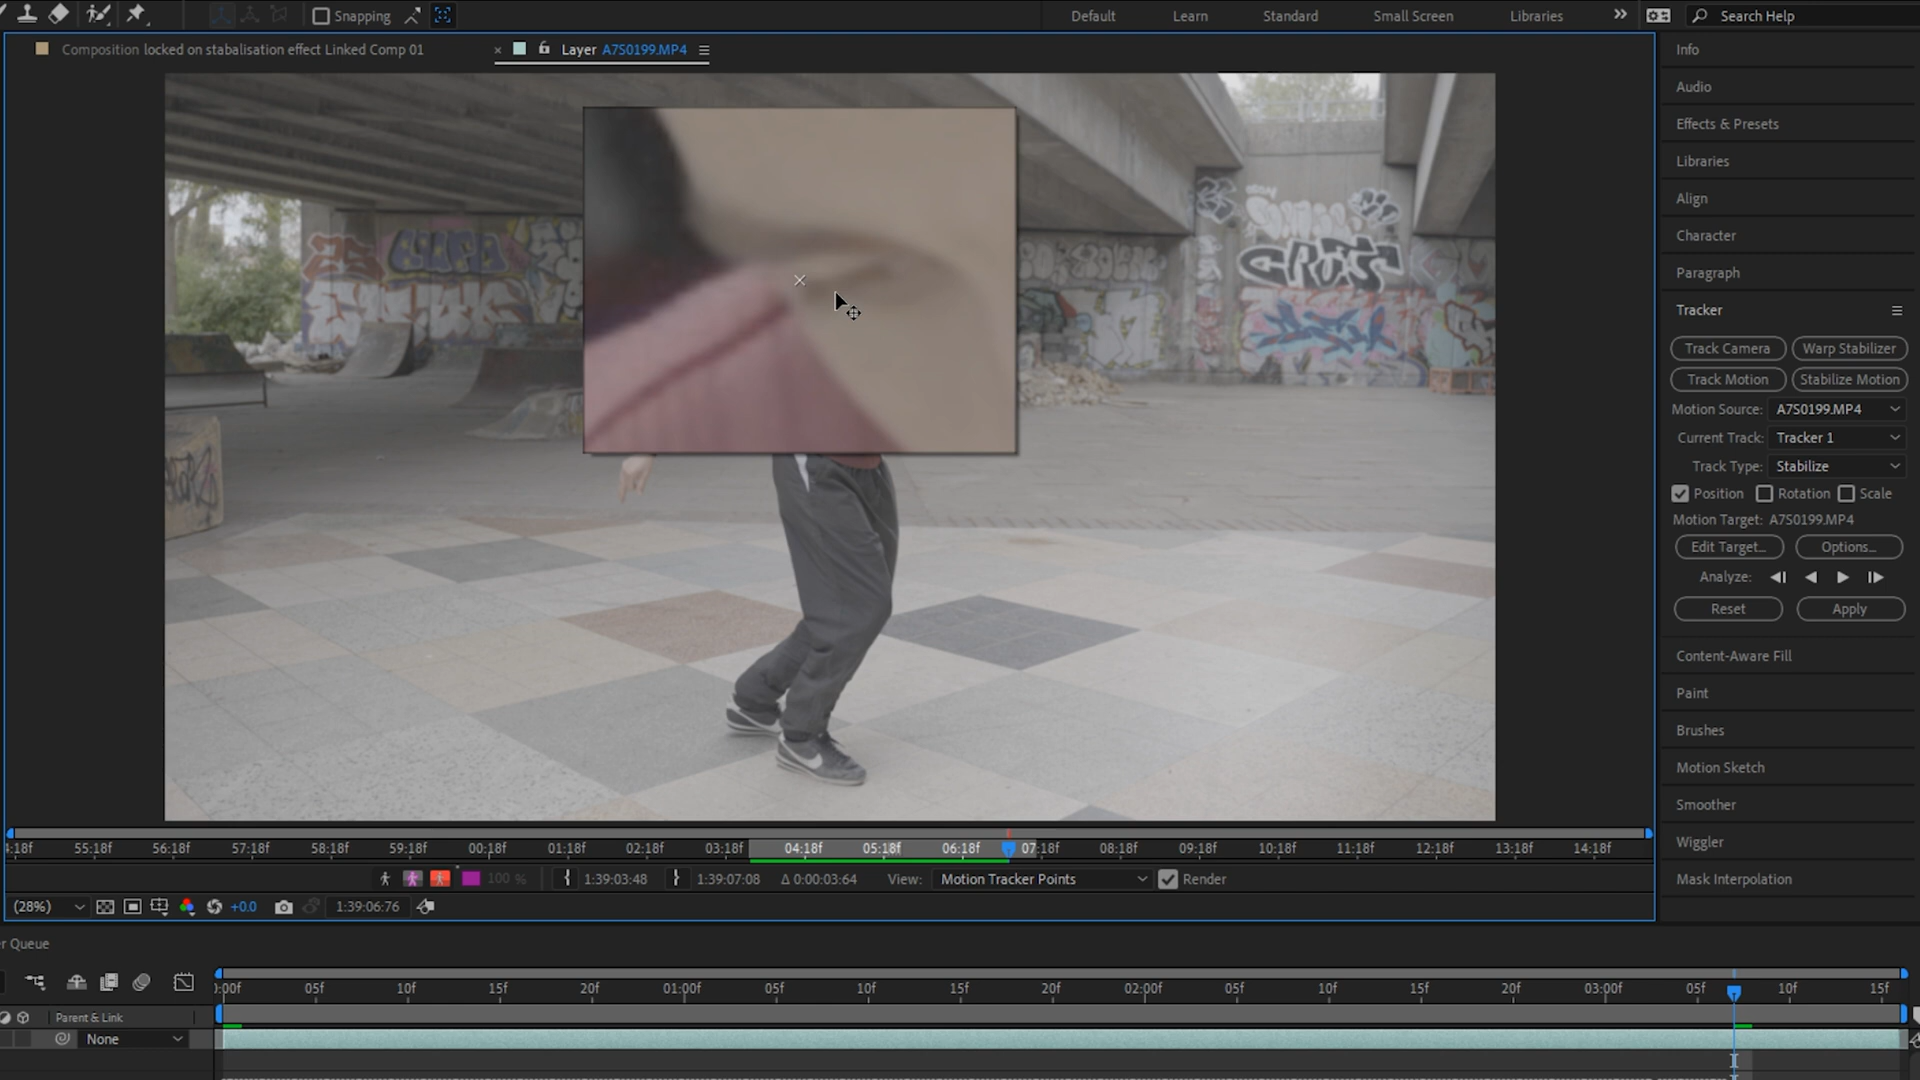 Snapping
Default
Learn
Standard
Small Screen
Libraries
Search Help
Composition locked on stabalisation effect Linked Comp 01
Layer A7S0199.MP4
Info
Audio
Effects & Presets
Libraries
Align
Character
Paragraph
Tracker
Track Camera
Warp Stabilizer
Track Motion
Stabilize Motion
Motion Source: A7S0199.MP4
Current Track: Tracker 1
Track Type: Stabilize
Position Rotation Scale
Motion Target: A7S0199.MP4
Edit Target...
Options...
Analyze:
Reset
Apply
Content-Aware Fill
Paint
Brushes
Motion Sketch
Smoother
Wiggler
Mask Interpolation
4:18f 55:18f 56:18f 57:18f 58:18f 59:18f 00:18f 01:18f 02:18f 03:18f 04:18f 05:18f 06:18f 07:18f 08:18f 09:18f 10:18f 11:18f 12:18f 13:18f 14:18f
100 % { 1:39:03:48 } 1:39:07:08 Δ 0:00:03:64 View: Motion Tracker Points Render
(28%) +0.0 1:39:06:76
r Queue
):00f 05f 10f 15f 20f 01:00f 05f 10f 15f 20f 02:00f 05f 10f 15f 20f 03:00f 05f 10f 15f
Parent & Link
None